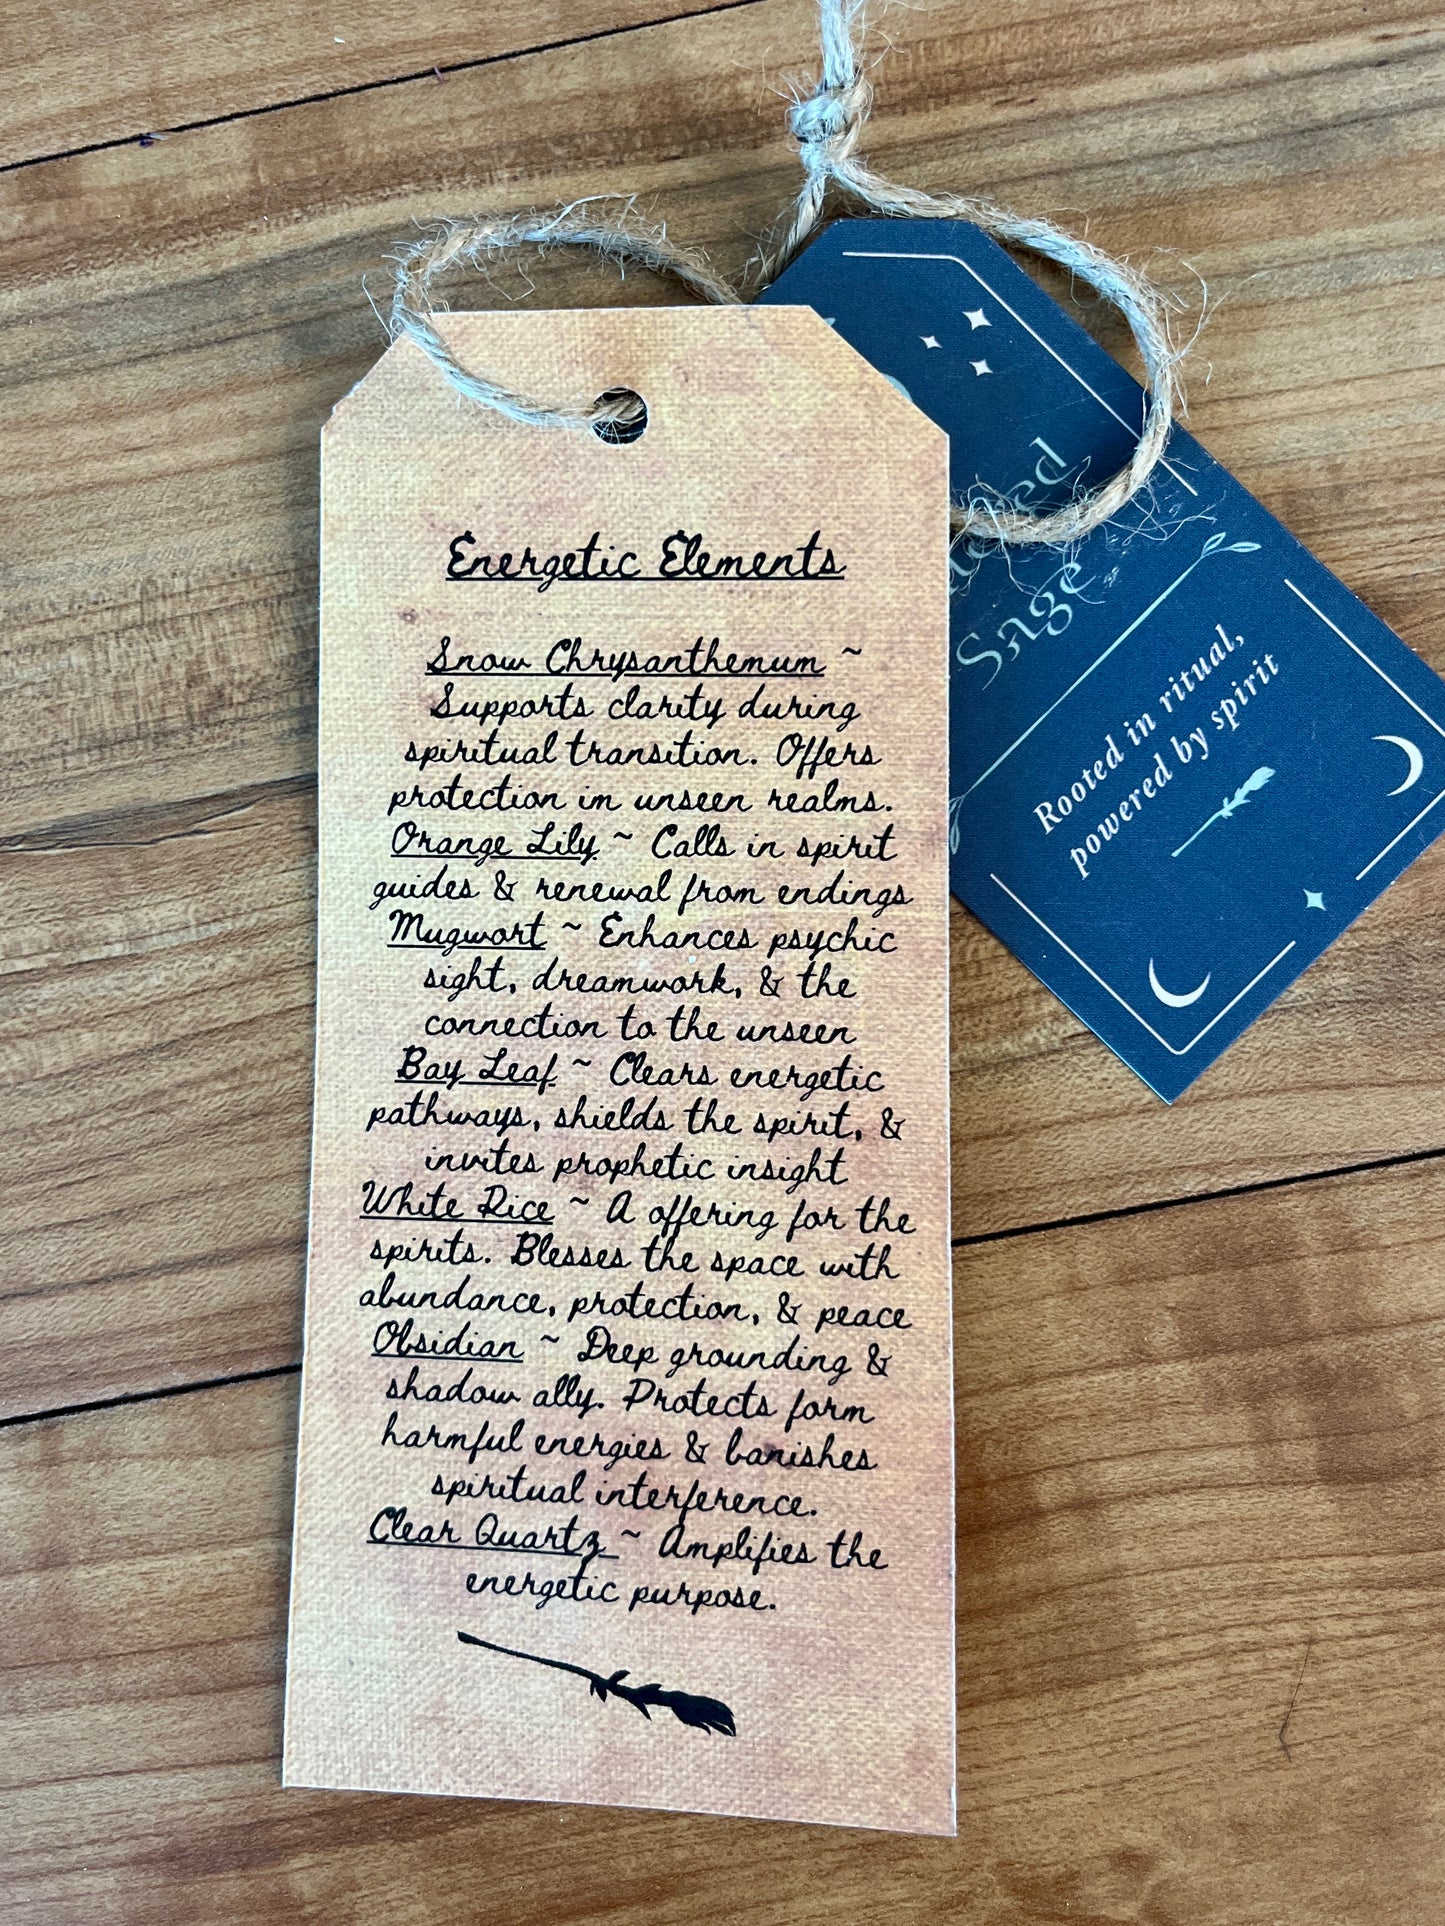 Energetic Elements
Snow Chrysanthemum ~
Supports clarity during
spiritual transition. Offers
protection in unseen realms.
Orange Lily ~ Calls in spirit
guides & renewal from endings
Mugwort ~ Enhances psychic
sight, dreamwork, & the
connection to the unseen
Bay Leaf ~ Clears energetic
pathways, shields the spirit, &
invites prophetic insight
White Rice ~ A offering for the
spirits. Blesses the space with
abundance, protection, & peace
Obsidian ~ Deep grounding &
shadow ally. Protects form
harmful energies & banishes
spiritual interference.
Clear Quartz ~ Amplifies the
energetic purpose.
Sage
Rooted in ritual,
powered by spirit